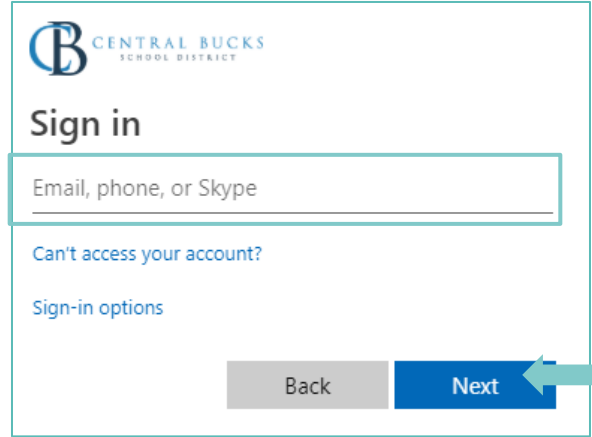 CB CENTRAL BUCKS
SCHOOL DISTRICT
Sign in
Email, phone, or Skype
Can't access your account?
Sign-in options
Back Next